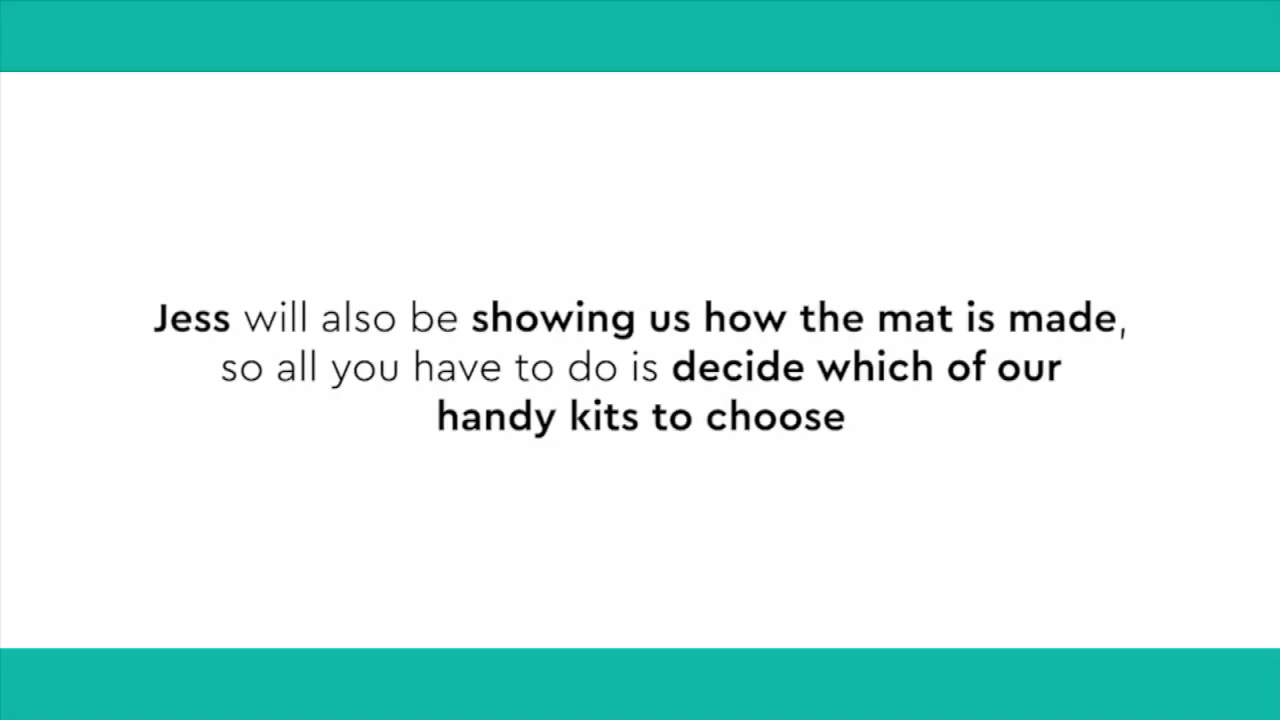 Jess will also be showing us how the mat is made,
so all you have to do is decide which of our
handy kits to choose